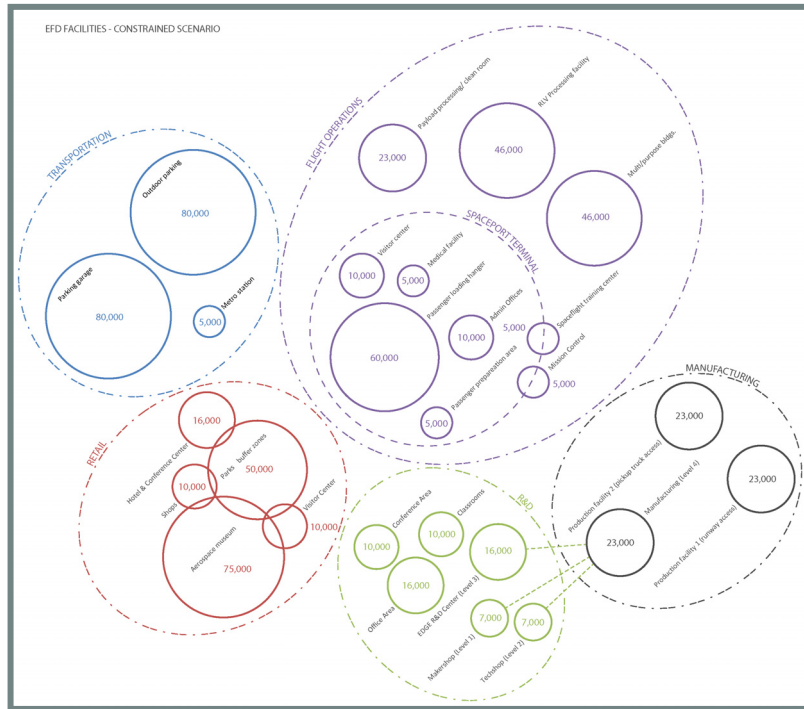 EFD FACILITIES - CONSTRAINED SCENARIO
TRANSPORTATION
Outdoor parking
80,000
Parking garage
80,000
Metro station
5,000
FLIGHT OPERATIONS
Payload processing/ clean room
23,000
RLV Processing facility
46,000
Multi/purpose bldgs.
46,000
SPACEPORT TERMINAL
Visitor center
10,000
Medical facility
5,000
Passenger loading hanger
60,000
Admin Offices
10,000
Spaceflight training center
5,000
Passenger prepareation area
5,000
Mission Control
5,000
RETAIL
Hotel & Conference Center
16,000
Parks buffer zones
50,000
Shops
10,000
Visitor Center
10,000
Aerospace museum
75,000
R&D
Conference Area
10,000
Classrooms
10,000
Office Area
16,000
EDGE R&D Center (Level 3)
16,000
Makershop (Level 1)
7,000
Techshop (Level 2)
7,000
MANUFACTURING
Production facility 2 (pickup truck access)
23,000
Manufacturing (Level 4)
23,000
Production facility 1 (runway access)
23,000